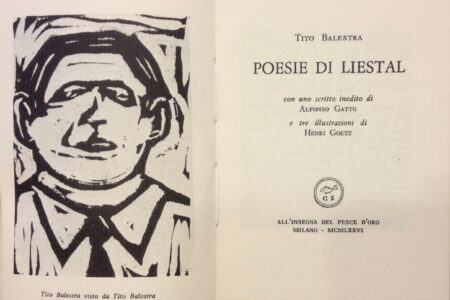 Tito Balestra visto da Tito Balestra
TITO BALESTRA
POESIE DI LIESTAL
con uno scritto inedito di
ALFONSO GATTO
e tre illustrazioni di
HENRI GOETZ
G S
ALL'INSEGNA DEL PESCE D'ORO
MILANO - MCMLXXVI